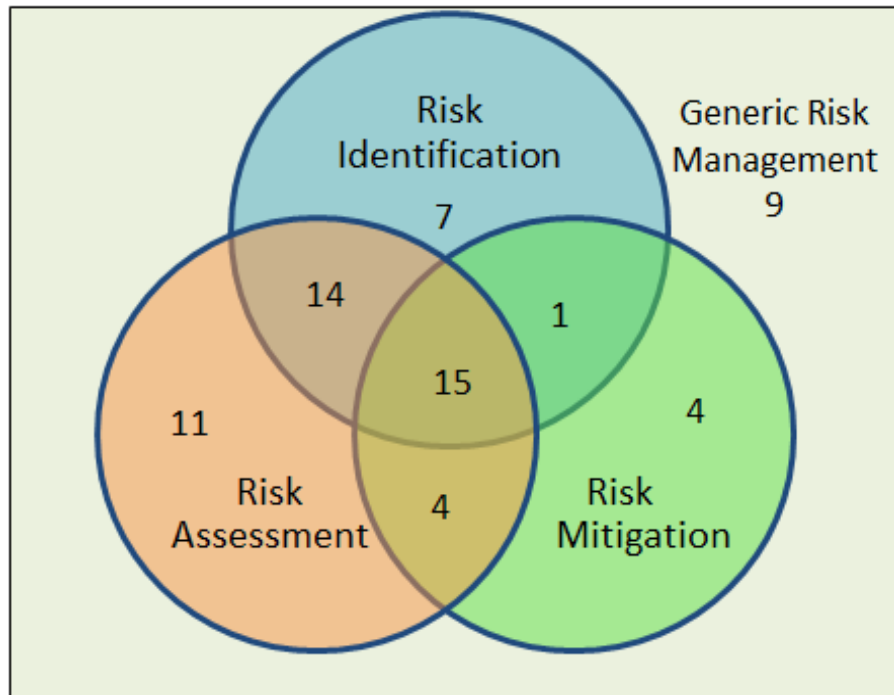 Risk
Identification
7
Generic Risk
Management
9
14
1
15
11
4
Risk
Assessment
4
Risk
Mitigation